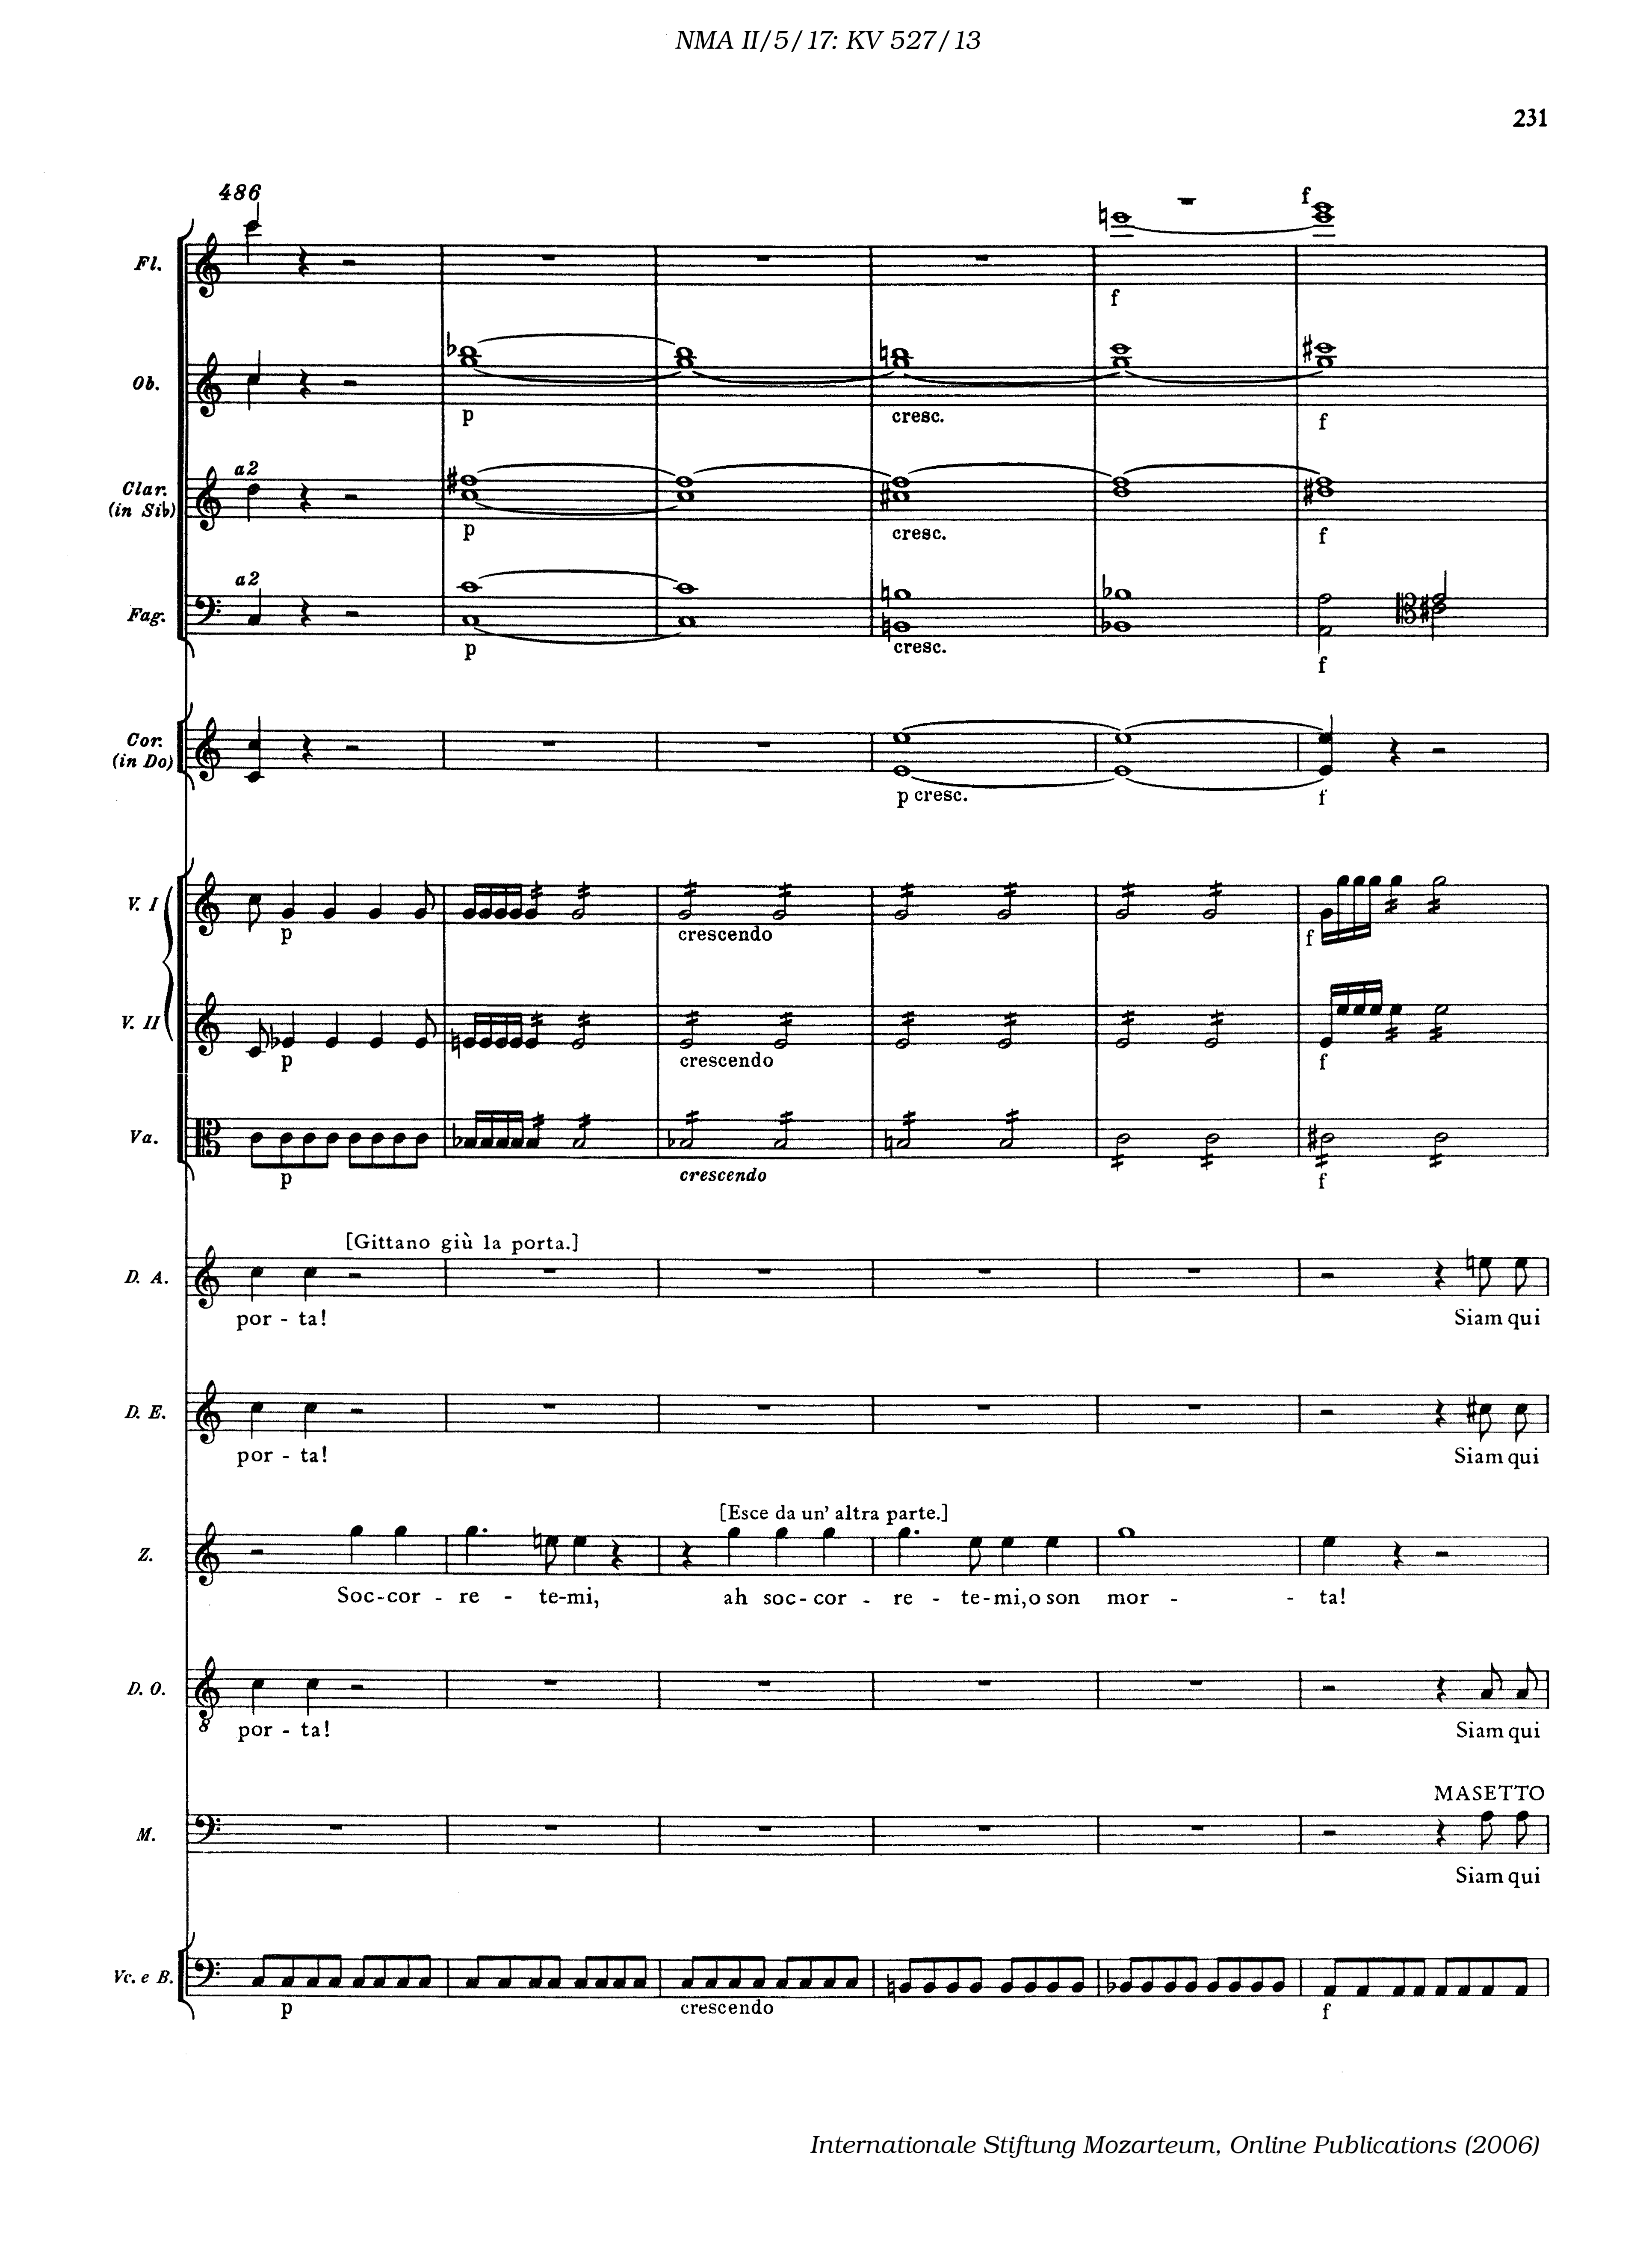 NMA II/5/17: KV 527/13
231
486
f
Fl.
f
Ob.
p
cresc.
f
a2
Clar.
(in Si♭)
p
cresc.
f
a2
Fag.
p
cresc.
f
Cor.
(in Do)
p cresc.
f
V. I
p
crescendo
f
V. II
p
crescendo
f
Va.
p
crescendo
f
[Gittano giù la porta.]
D. A.
por - ta!
Siam qui
D. E.
por - ta!
Siam qui
[Esce da un' altra parte.]
Z.
Soc-cor - re - te-mi, ah soc-cor - re - te-mi, o son mor - - ta!
D. O.
8
por - ta!
Siam qui
MASETTO
M.
Siam qui
Vc. e B.
p
crescendo
f
Internationale Stiftung Mozarteum, Online Publications (2006)